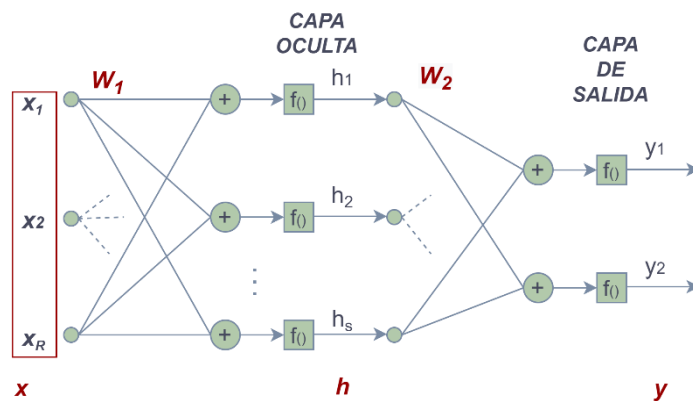 CAPA
OCULTA
CAPA
DE
SALIDA
W1
W2
x1
x2
xR
+
+
+
f()
f()
f()
h1
h2
⋮
hs
+
+
f()
f()
y1
y2
x
h
y